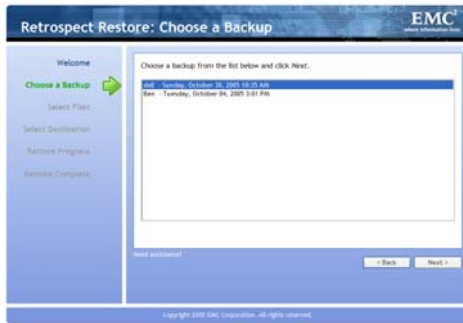 Retrospect Restore: Choose a Backup
EMC²
where information lives
Welcome
Choose a Backup
Select Files
Select Destination
Restore Progress
Restore Complete
Choose a backup from the list below and click Next.
dell - Sunday, October 30, 2005 10:35 AM
Ben - Tuesday, October 04, 2005 3:01 PM
Need assistance?
< Back
Next >
Copyright 2005 EMC Corporation. All rights reserved.